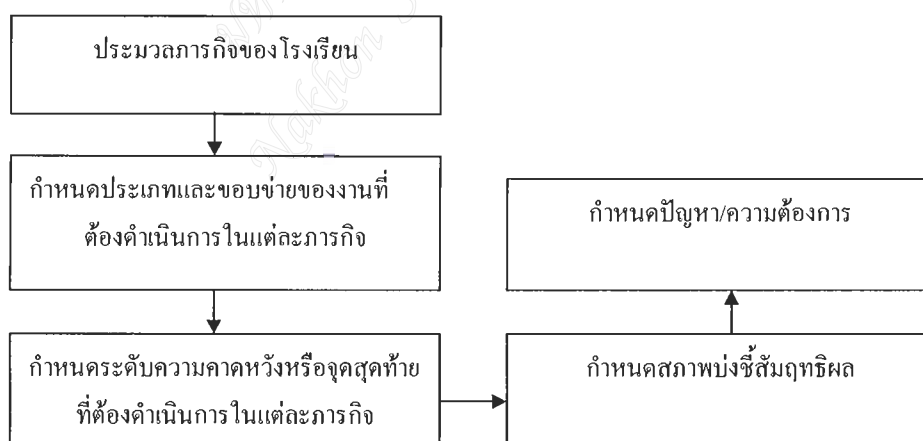 ประมวลภารกิจของโรงเรียน
กำหนดประเภทและขอบข่ายของงานที่
ต้องดำเนินการในแต่ละภารกิจ
กำหนดระดับความคาดหวังหรือจุดสุดท้าย
ที่ต้องดำเนินการในแต่ละภารกิจ
กำหนดสภาพบ่งชี้สัมฤทธิผล
กำหนดปัญหา/ความต้องการ
Nakhon